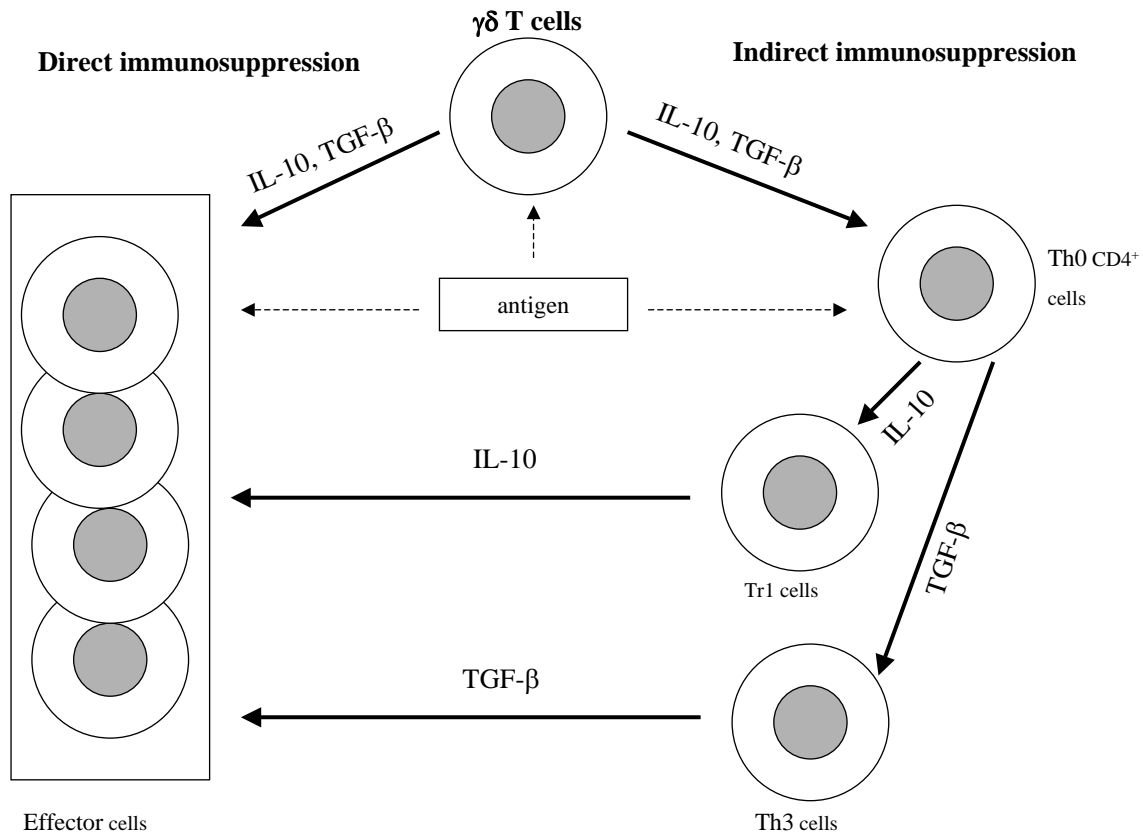 γδ T cells
Direct immunosuppression
Indirect immunosuppression
IL-10, TGF-β
IL-10, TGF-β
Th0 CD4⁺
cells
antigen
IL-10
IL-10
TGF-β
Tr1 cells
TGF-β
Effector cells
Th3 cells